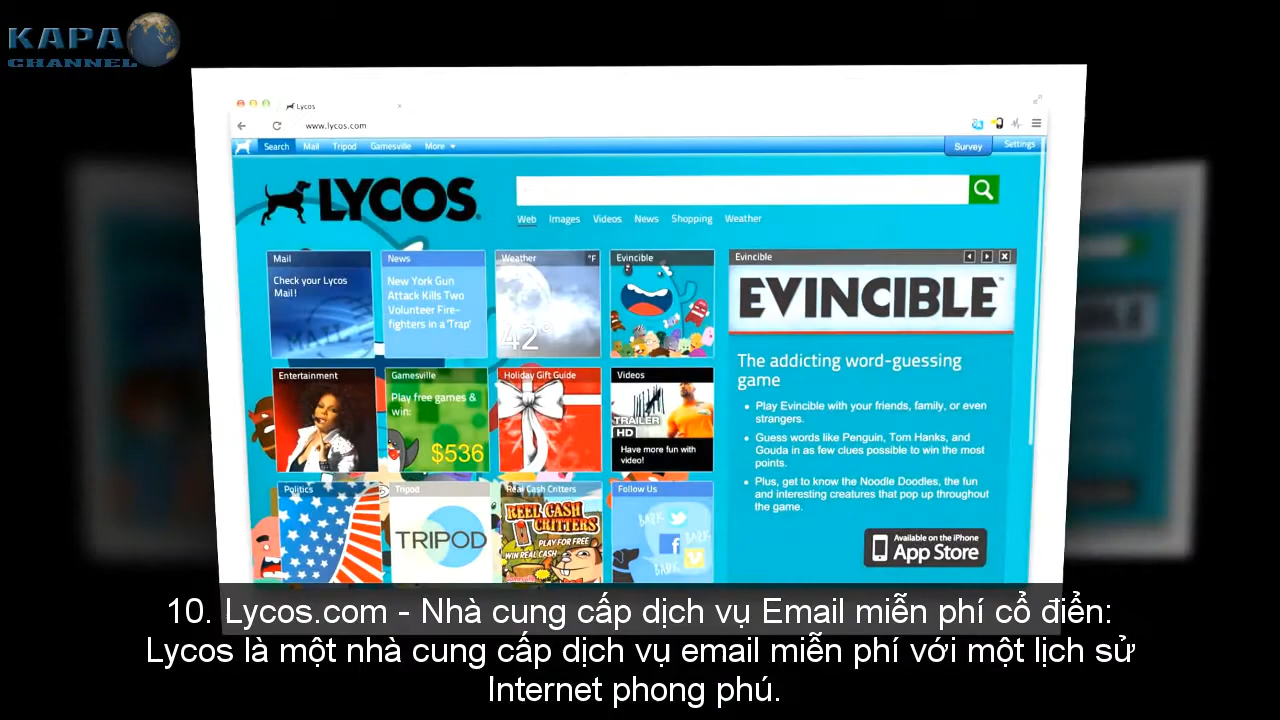 KAPA
CHANNEL
Lycos
www.lycos.com
Search Mail Tripod Gamesville More Survey Settings
LYCOS
Web Images Videos News Shopping Weather
Mail
Check your Lycos
Mail!
MAIL
News
New York Gun
Attack Kills Two
Volunteer Fire-
fighters in a 'Trap'
Weather °F
42°
Evincible
Evincible
EVINCIBLE™
The addicting word-guessing
game
Play Evincible with your friends, family, or even
strangers.
Guess words like Penguin, Tom Hanks, and
Gouda in as few clues possible to win the most
points.
Plus, get to know the Noodle Doodles, the fun
and interesting creatures that pop up throughout
the game.
Available on the iPhone
App Store
Entertainment
Gamesville
Play free games &
win:
$536
Holiday Gift Guide
Videos
TRAILER
HD
Have more fun with
video!
Politics
Tripod
TRIPOD
Real Cash Critters
REEL CASH
CRITTERS
PLAY FOR FREE
WIN REAL CASH
Gamesville
Follow Us
BARK
BARK
BARK
10. Lycos.com - Nhà cung cấp dịch vụ Email miễn phí cổ điển:
Lycos là một nhà cung cấp dịch vụ email miễn phí với một lịch sử
Internet phong phú.